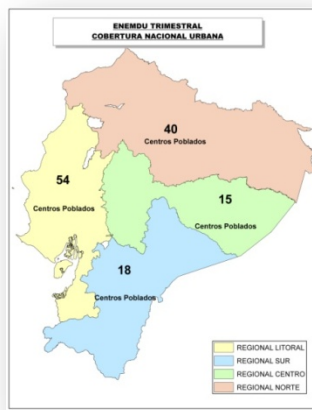 ENEMDU TRIMESTRAL
COBERTURA NACIONAL URBANA
40
Centros Poblados
54
Centros Poblados
15
Centros Poblados
18
Centros Poblados
REGIONAL LITORAL
REGIONAL SUR
REGIONAL CENTRO
REGIONAL NORTE